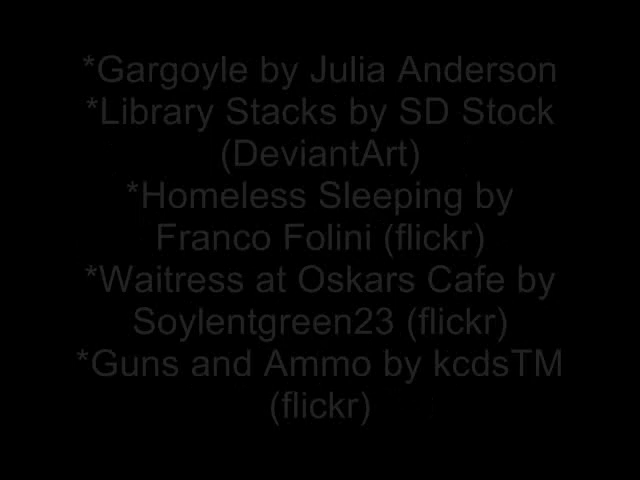 *Gargoyle by Julia Anderson
*Library Stacks by SD Stock
(DeviantArt)
*Homeless Sleeping by
Franco Folini (flickr)
*Waitress at Oskars Cafe by
Soylentgreen23 (flickr)
*Guns and Ammo by kcdsTM
(flickr)